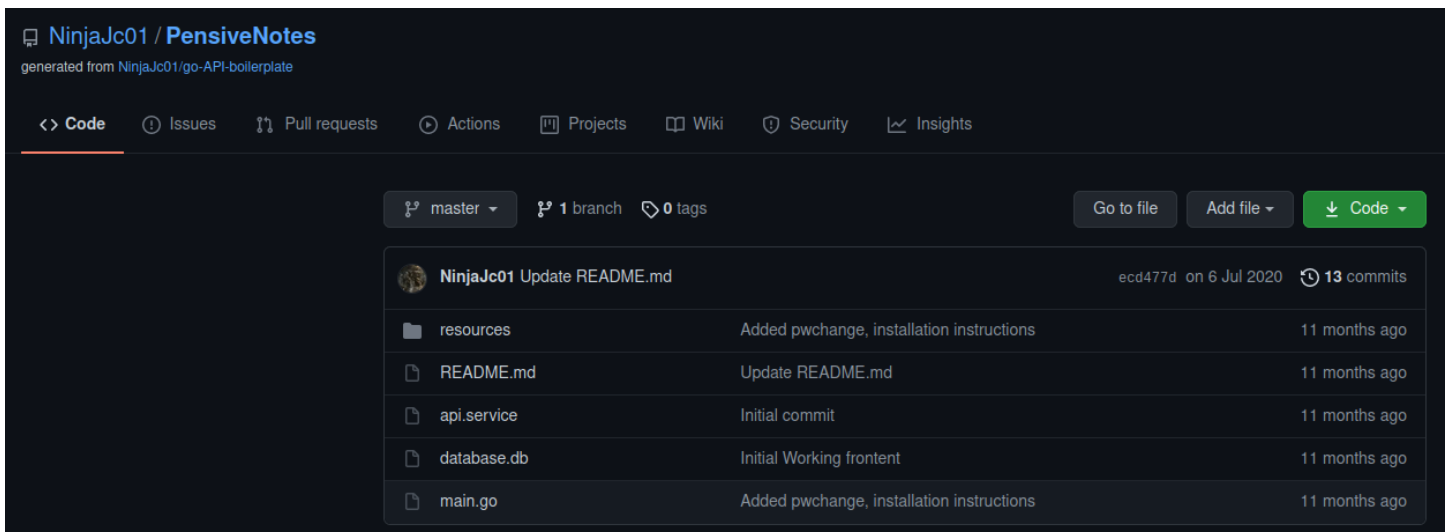 NinjaJc01 / PensiveNotes
generated from NinjaJc01/go-API-boilerplate
<> Code Issues Pull requests Actions Projects Wiki Security Insights
master 1 branch 0 tags Go to file Add file Code
NinjaJc01 Update README.md ecd477d on 6 Jul 2020 13 commits
resources Added pwchange, installation instructions 11 months ago
README.md Update README.md 11 months ago
api.service Initial commit 11 months ago
database.db Initial Working frontent 11 months ago
main.go Added pwchange, installation instructions 11 months ago